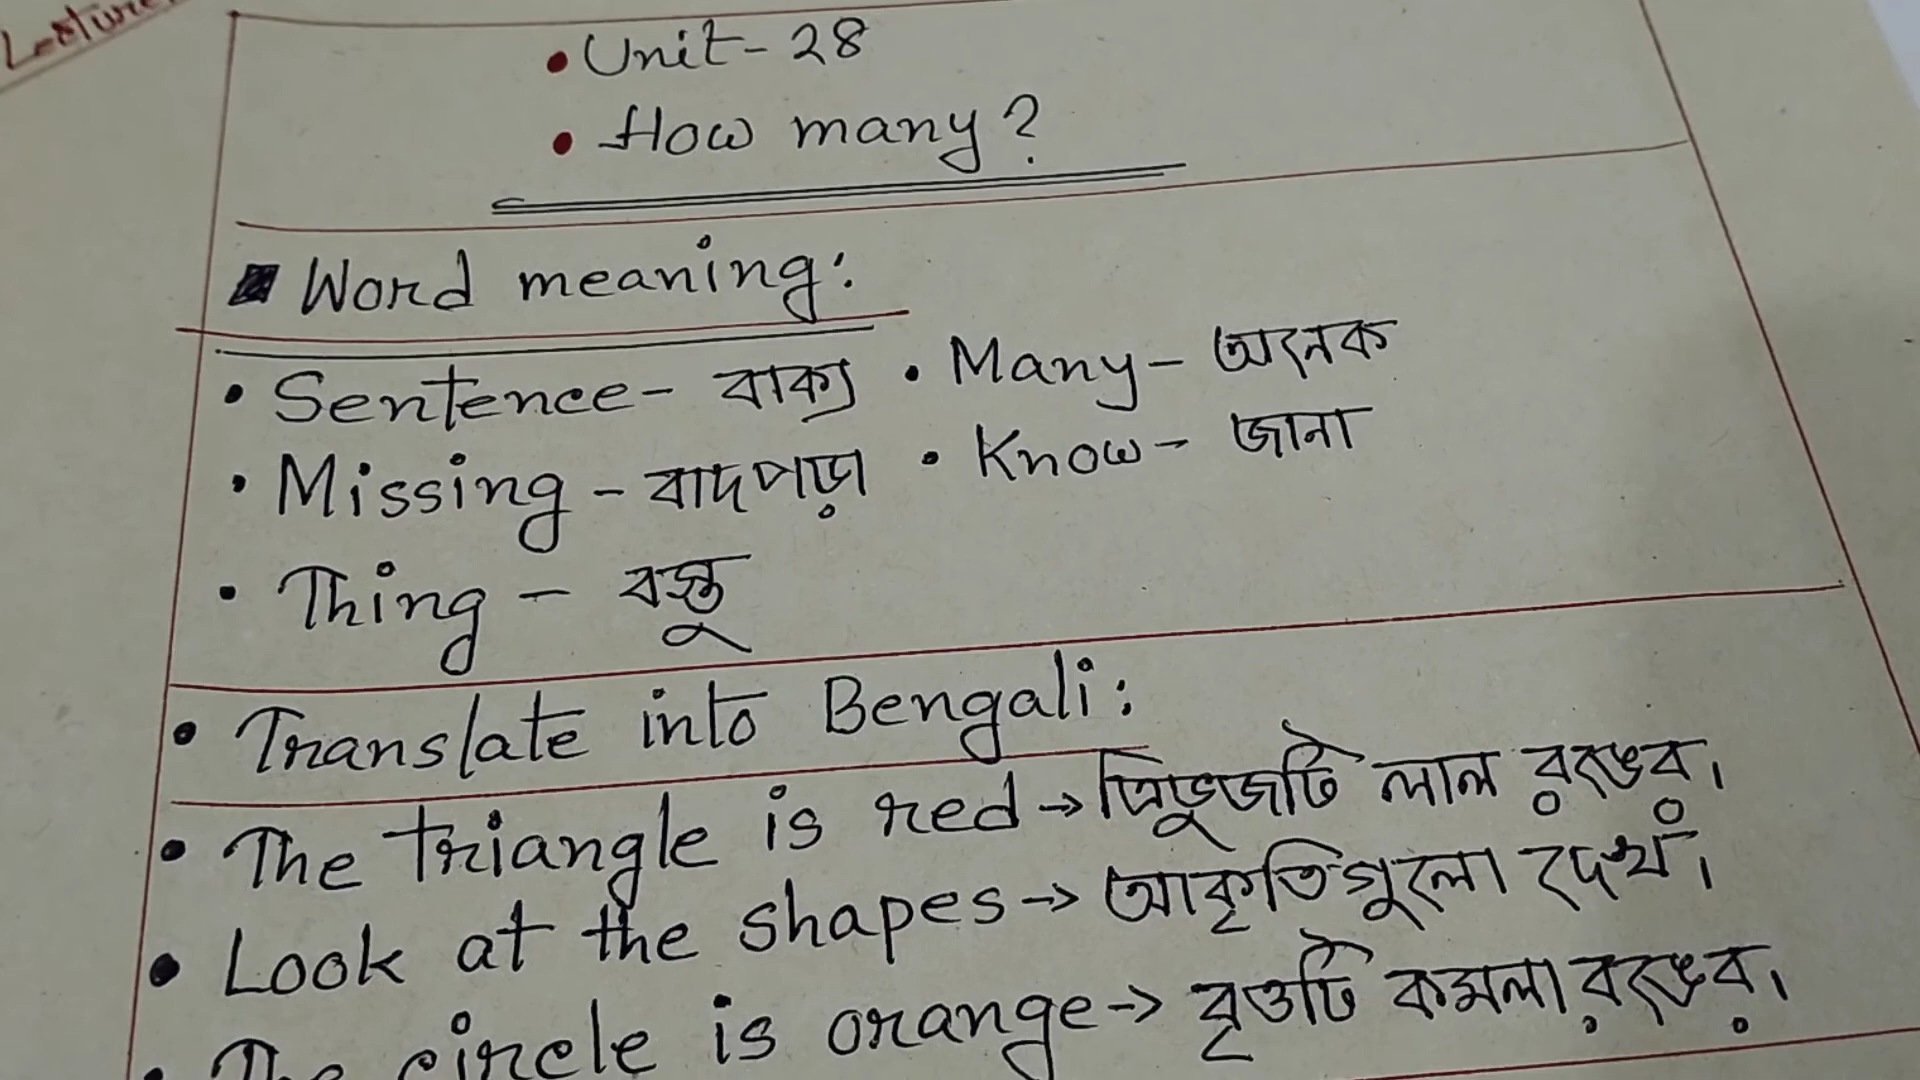 Lecture
• Unit- 28
• How many?
Word meaning:
• Sentence- বাক্য • Many- অনেক
• Missing - বাদপড়া • Know- জানা
• Thing - বস্তু
• Translate into Bengali:
• The triangle is red→ ত্রিভুজটি লাল রঙের।
• Look at the shapes→ আকৃতিগুলো দেখ।
• The circle is orange→ বৃত্তটি কমলা রঙের।